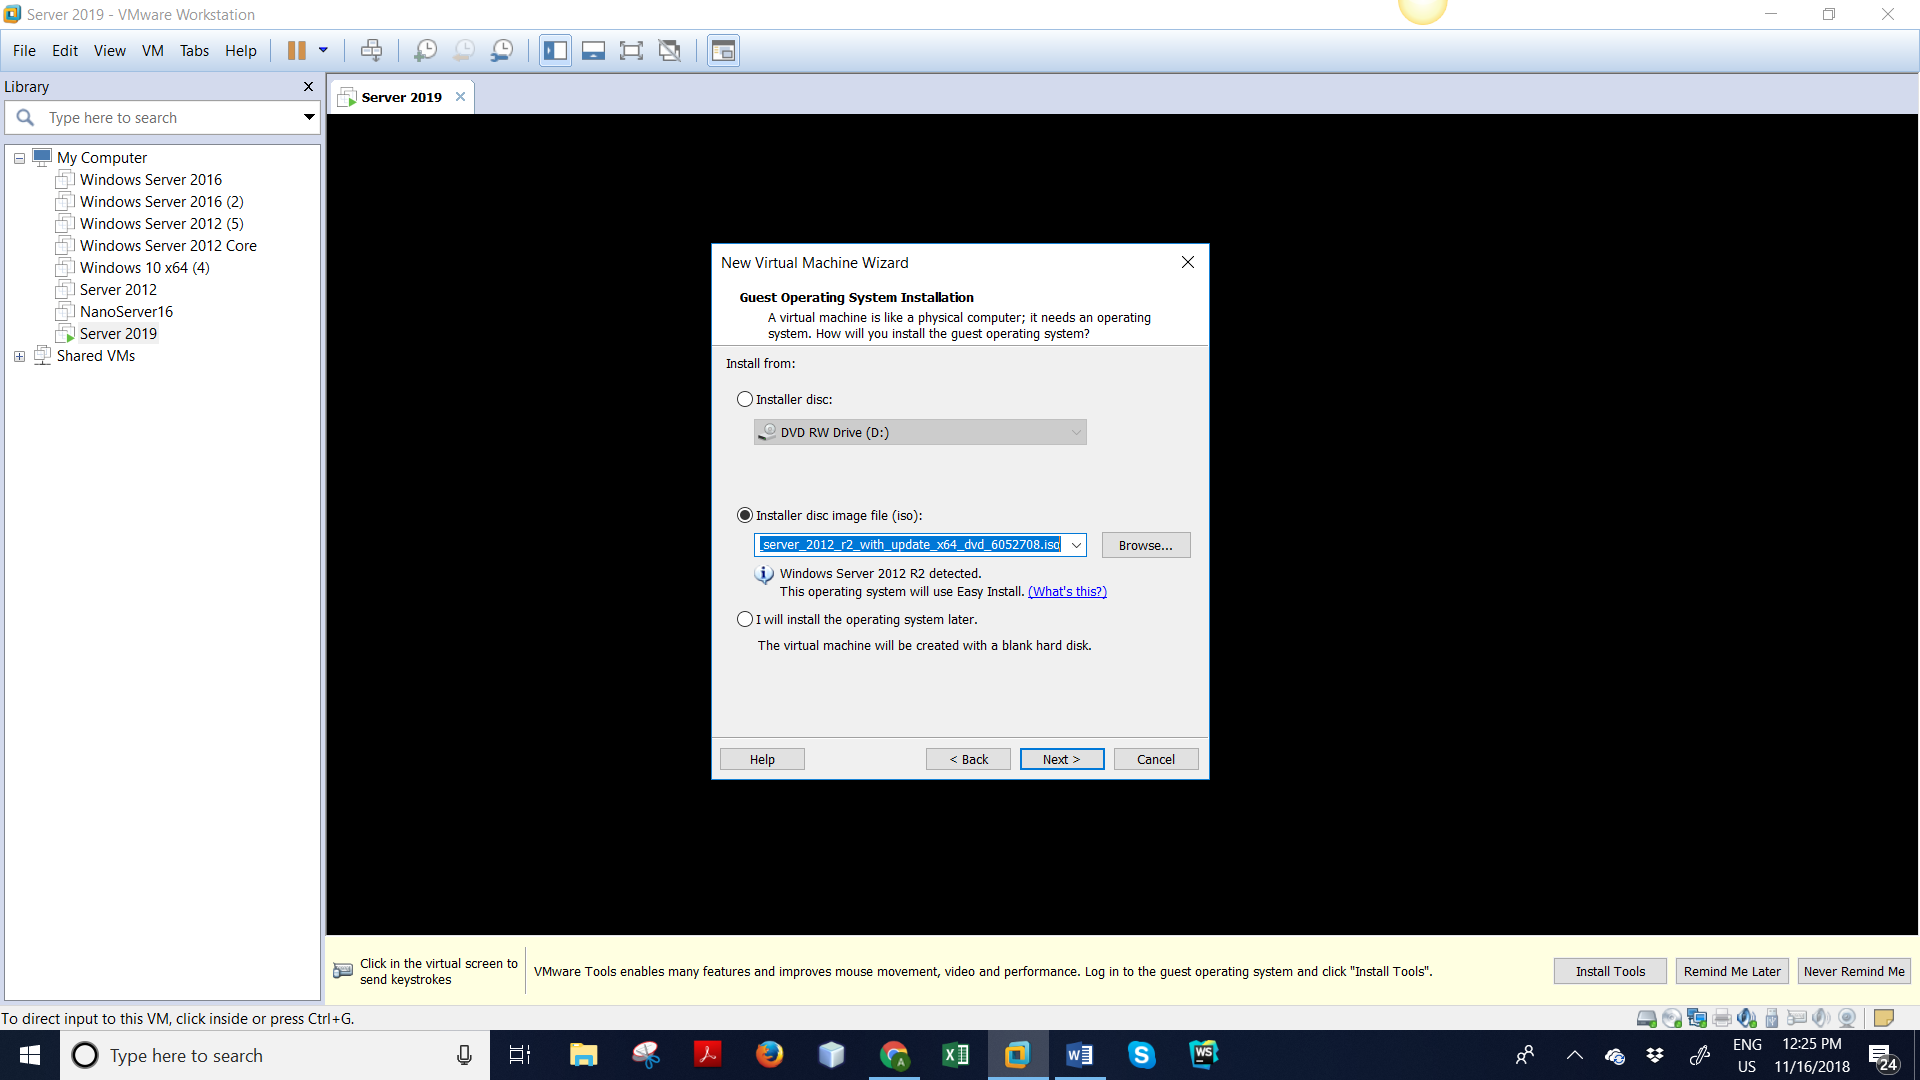 Server 2019 - VMware Workstation
File Edit View VM Tabs Help
Library
Type here to search
My Computer
Windows Server 2016
Windows Server 2016 (2)
Windows Server 2012 (5)
Windows Server 2012 Core
Windows 10 x64 (4)
Server 2012
NanoServer16
Server 2019
Shared VMs
Server 2019
New Virtual Machine Wizard
Guest Operating System Installation
A virtual machine is like a physical computer; it needs an operating
system. How will you install the guest operating system?
Install from:
Installer disc:
DVD RW Drive (D:)
Installer disc image file (iso):
_server_2012_r2_with_update_x64_dvd_6052708.iso
Browse...
Windows Server 2012 R2 detected.
This operating system will use Easy Install. (What's this?)
I will install the operating system later.
The virtual machine will be created with a blank hard disk.
Help < Back Next > Cancel
Click in the virtual screen to
send keystrokes
VMware Tools enables many features and improves mouse movement, video and performance. Log in to the guest operating system and click "Install Tools".
Install Tools Remind Me Later Never Remind Me
To direct input to this VM, click inside or press Ctrl+G.
Type here to search
A
WS
ENG
US
12:25 PM
11/16/2018
24